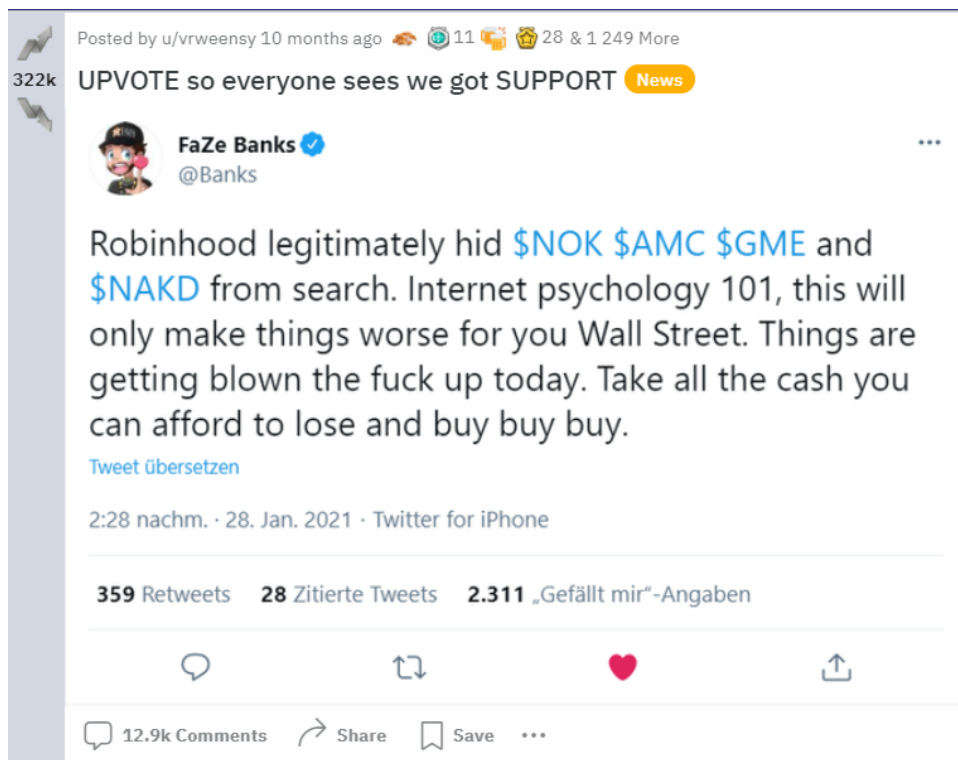 Posted by u/vrweensy 10 months ago 11 28 & 1 249 More
322k
UPVOTE so everyone sees we got SUPPORT News
FaZe Banks
@Banks
Robinhood legitimately hid $NOK $AMC $GME and
$NAKD from search. Internet psychology 101, this will
only make things worse for you Wall Street. Things are
getting blown the fuck up today. Take all the cash you
can afford to lose and buy buy buy.
Tweet übersetzen
2:28 nachm. · 28. Jan. 2021 · Twitter for iPhone
359 Retweets 28 Zitierte Tweets 2.311 „Gefällt mir“-Angaben
12.9k Comments Share Save